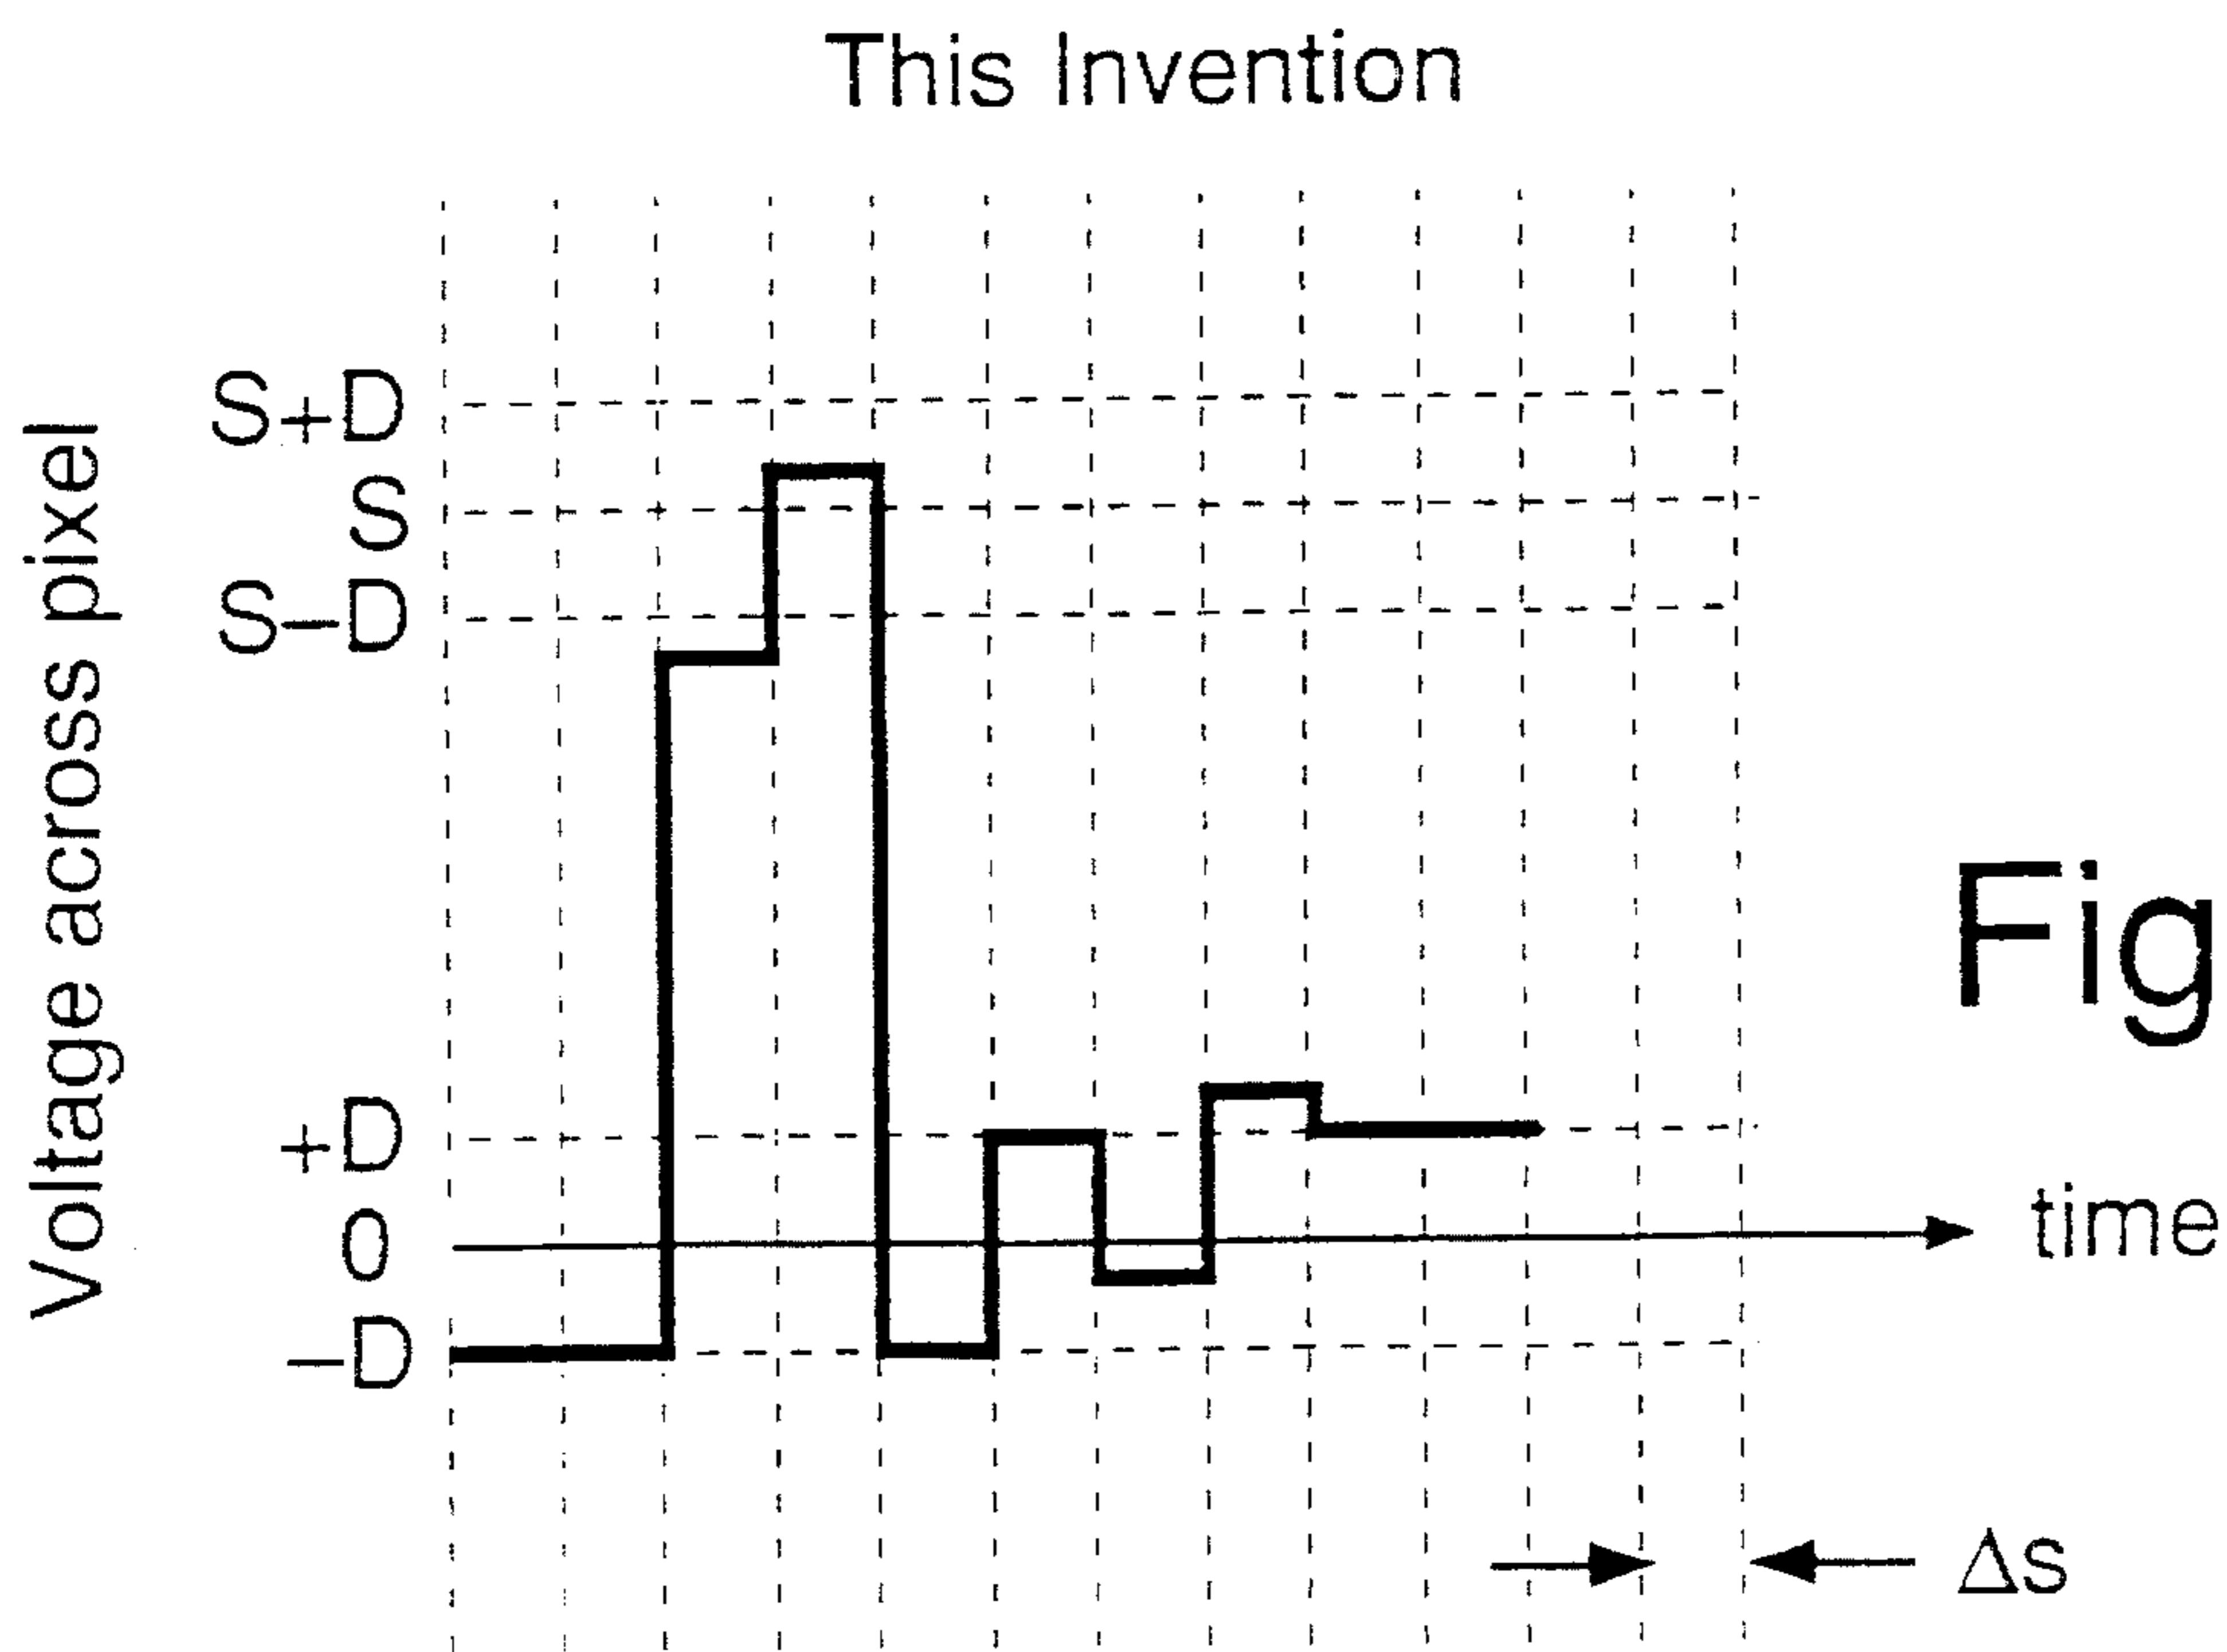 This Invention
Voltage across pixel
S+D
S
S–D
+D
0
–D
time
Fig
Δs